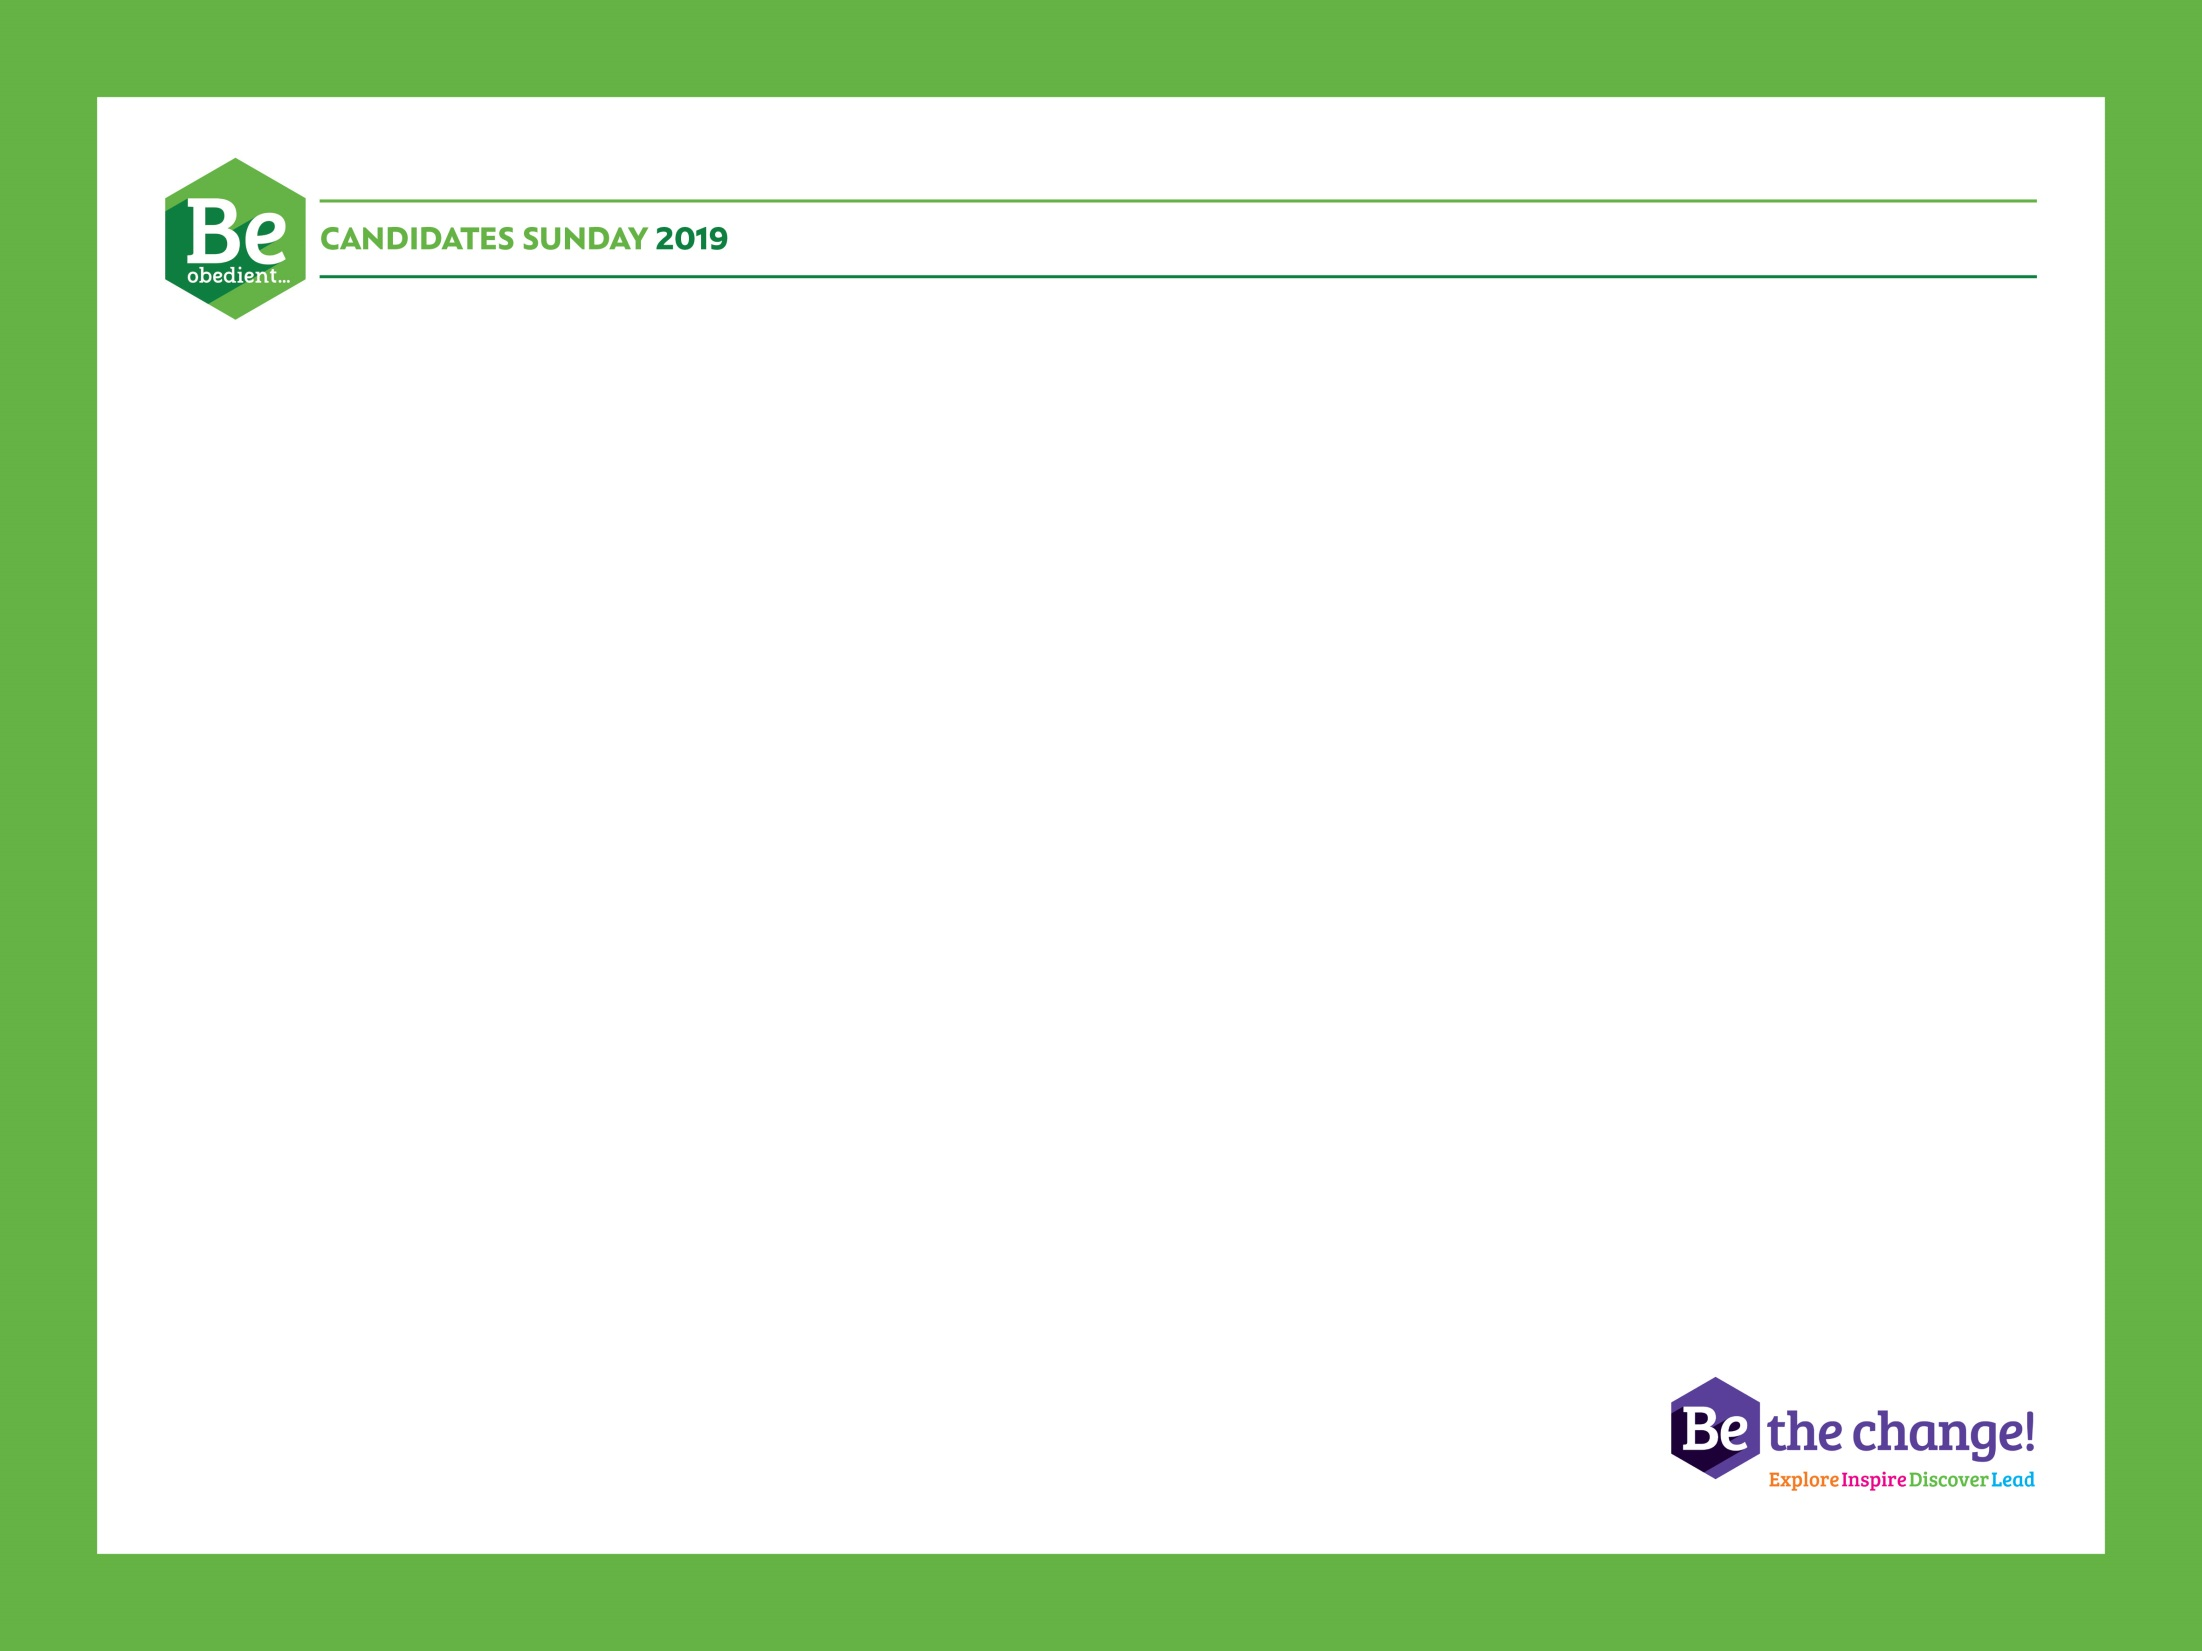 Be
obedient...
CANDIDATES SUNDAY 2019
Be the change!
Explore Inspire Discover Lead